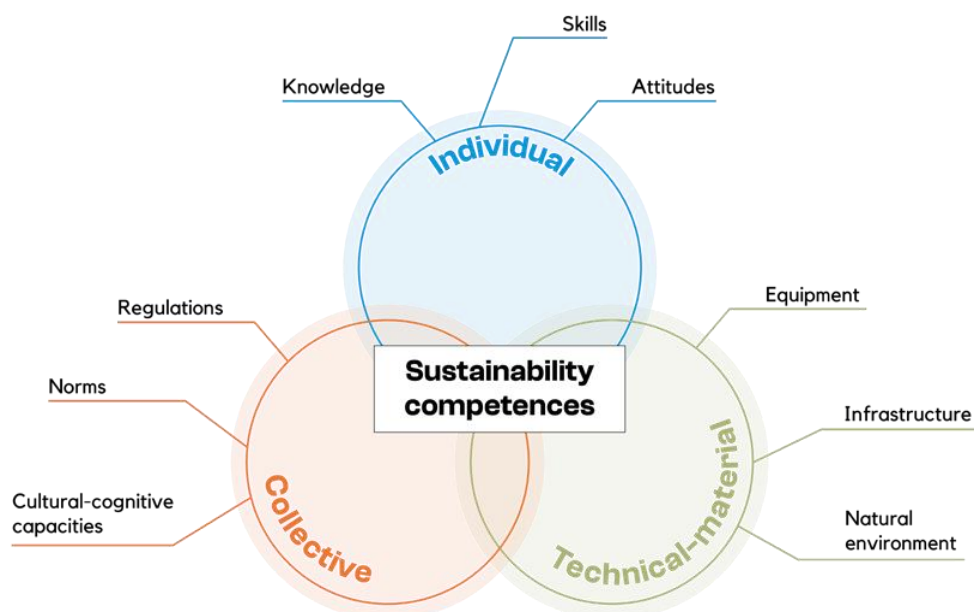 Skills
Knowledge
Attitudes
Individual
Regulations
Equipment
Sustainability
competences
Norms
Infrastructure
Collective
Technical-material
Cultural-cognitive
capacities
Natural
environment